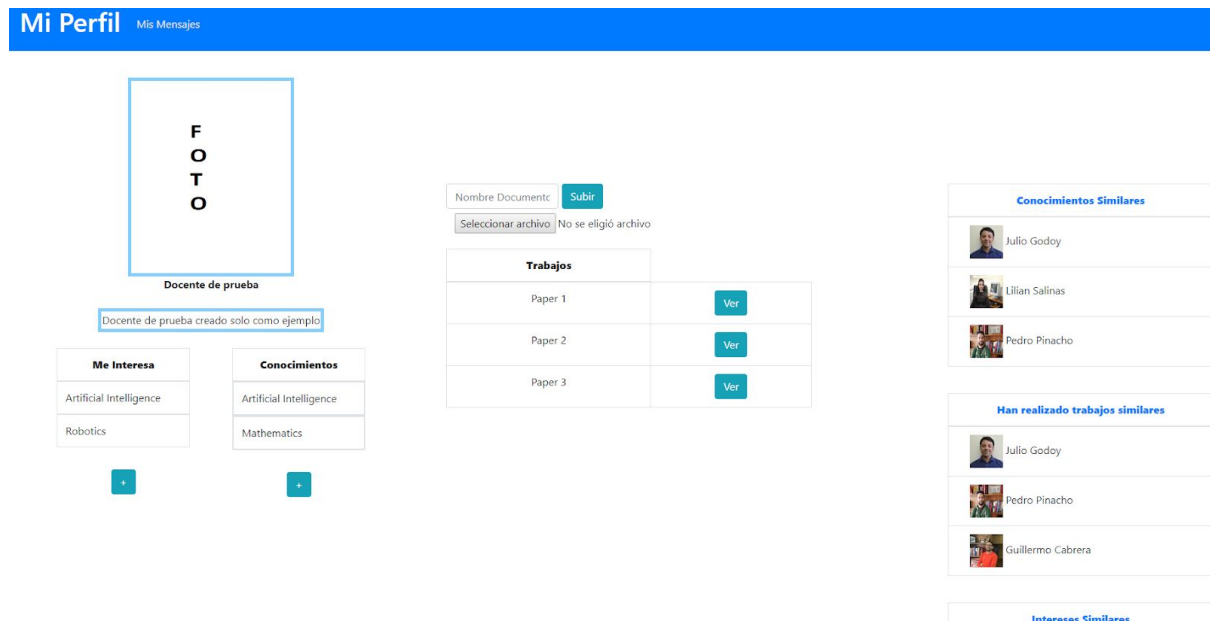 Mi Perfil Mis Mensajes
F
O
T
O
Docente de prueba
Docente de prueba creado solo como ejemplo
Me Interesa
Artificial Intelligence
Robotics
+
Conocimientos
Artificial Intelligence
Mathematics
+
Nombre Documento Subir
Seleccionar archivo No se eligió archivo
Trabajos
Paper 1 Ver
Paper 2 Ver
Paper 3 Ver
Conocimientos Similares
Julio Godoy
Lilian Salinas
Pedro Pinacho
Han realizado trabajos similares
Julio Godoy
Pedro Pinacho
Guillermo Cabrera
Intereses Similares